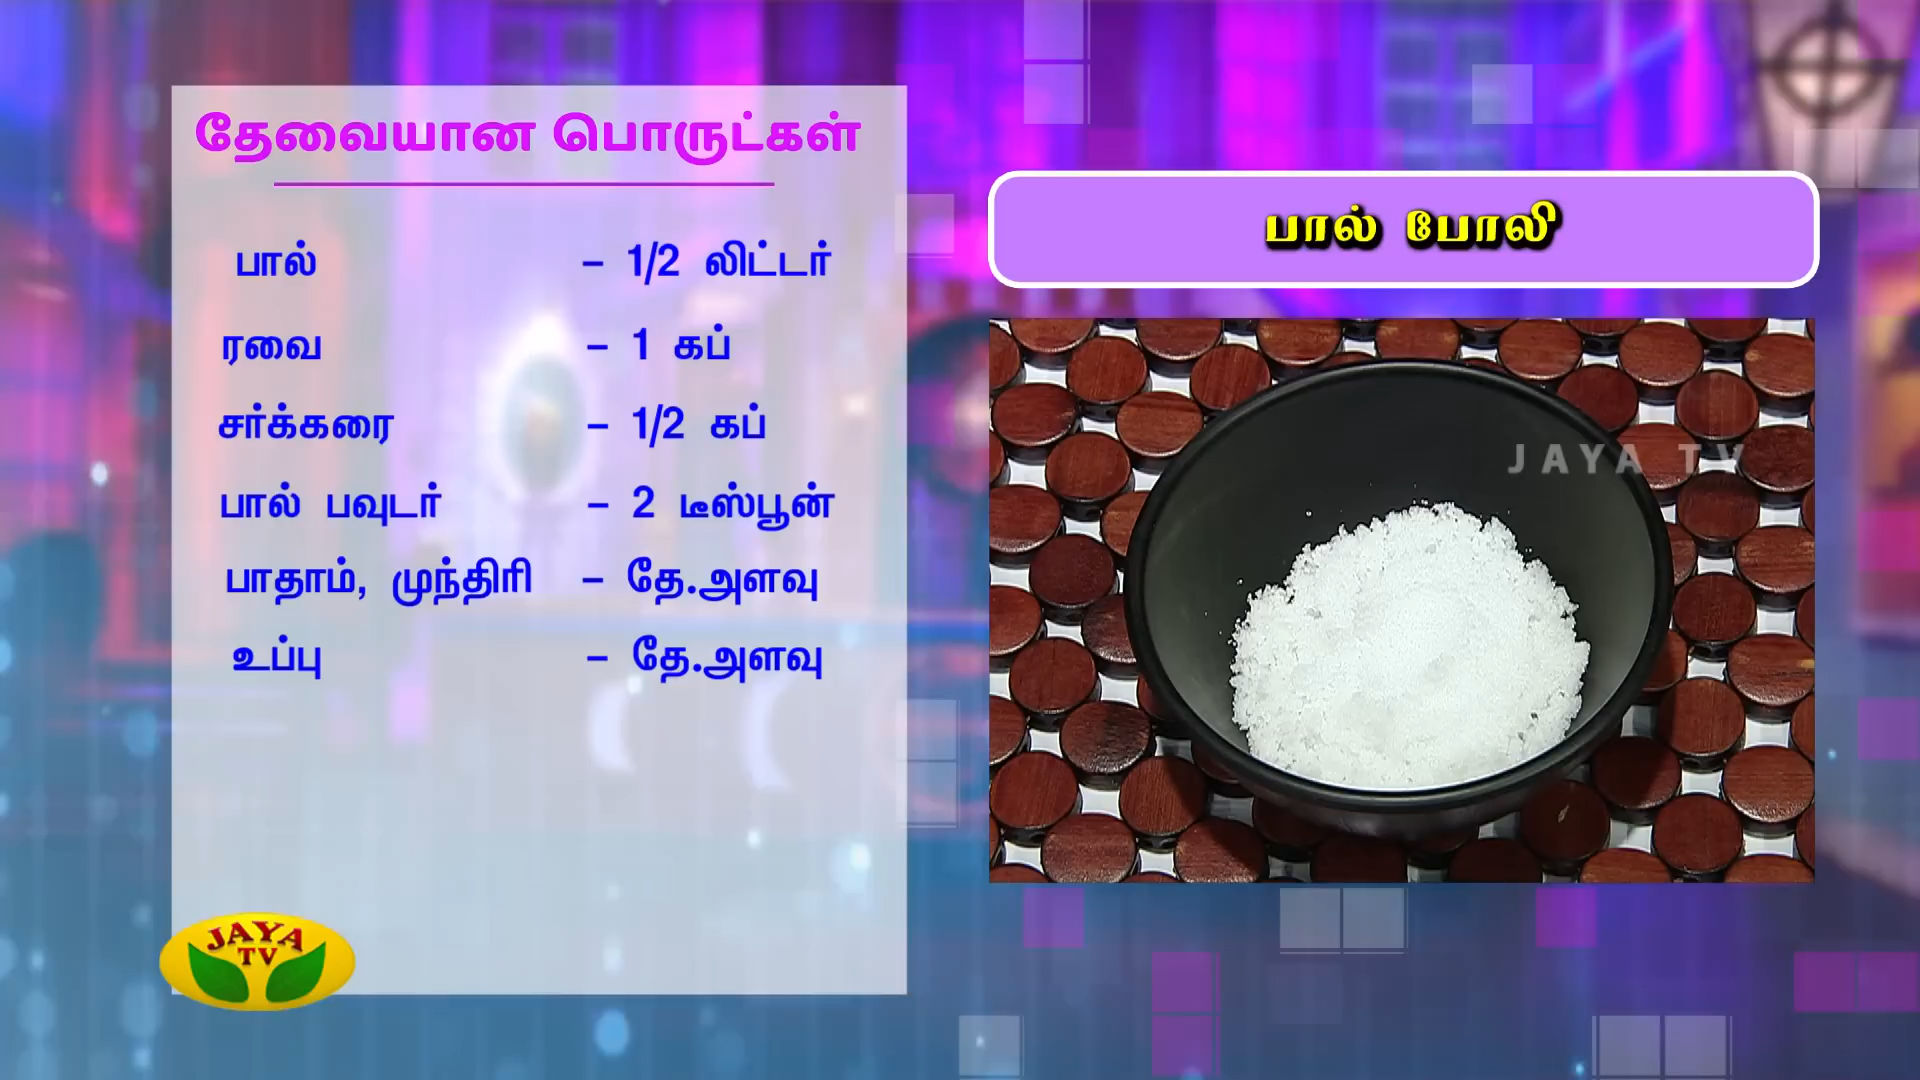 தேவையான பொருட்கள்
பால் - 1/2 லிட்டர்
ரவை - 1 கப்
சர்க்கரை - 1/2 கப்
பால் பவுடர் - 2 டீஸ்பூன்
பாதாம், முந்திரி - தே.அளவு
உப்பு - தே.அளவு
பால் போலி
JAYA TV
JAYA
TV